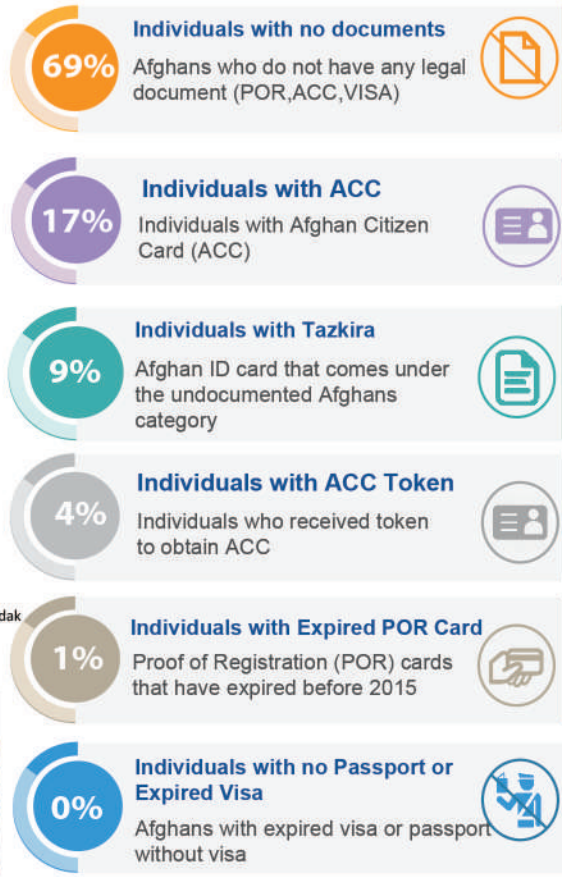 69%
Individuals with no documents
Afghans who do not have any legal
document (POR,ACC,VISA)
17%
Individuals with ACC
Individuals with Afghan Citizen
Card (ACC)
9%
Individuals with Tazkira
Afghan ID card that comes under
the undocumented Afghans
category
4%
Individuals with ACC Token
Individuals who received token
to obtain ACC
dak
1%
Individuals with Expired POR Card
Proof of Registration (POR) cards
that have expired before 2015
0%
Individuals with no Passport or
Expired Visa
Afghans with expired visa or passport
without visa